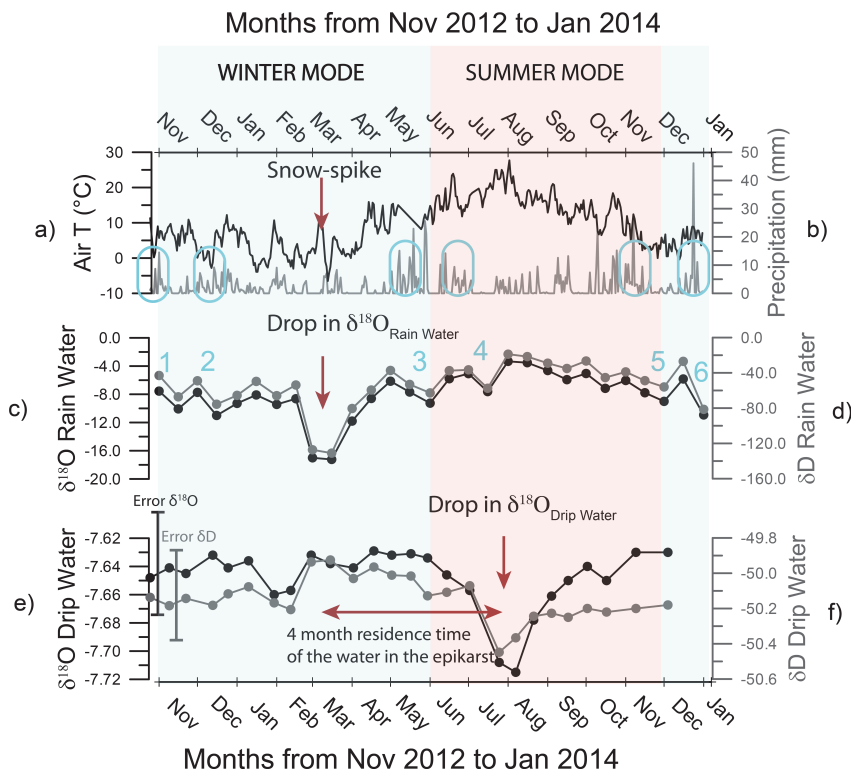 Months from Nov 2012 to Jan 2014
WINTER MODE SUMMER MODE
Nov Dec Jan Feb Mar Apr May Jun Jul Aug Sep Oct Nov Dec Jan
a) Air T (°C)
30
20
10
0
-10
Snow-spike
b) Precipitation (mm)
50
40
30
20
10
0
c) δ¹⁸O Rain Water
0.0
-4.0
-8.0
-12.0
-16.0
-20.0
Drop in δ¹⁸O Rain Water
1 2 3 4 5 6
d) δD Rain Water
0.0
-40.0
-80.0
-120.0
-160.0
Error δ¹⁸O
Error δD
Drop in δ¹⁸O Drip Water
e) δ¹⁸O Drip Water
-7.62
-7.64
-7.66
-7.68
-7.70
-7.72
4 month residence time
of the water in the epikarst
f) δD Drip Water
-49.8
-50.0
-50.2
-50.4
-50.6
Nov Dec Jan Feb Mar Apr May Jun Jul Aug Sep Oct Nov Dec Jan
Months from Nov 2012 to Jan 2014